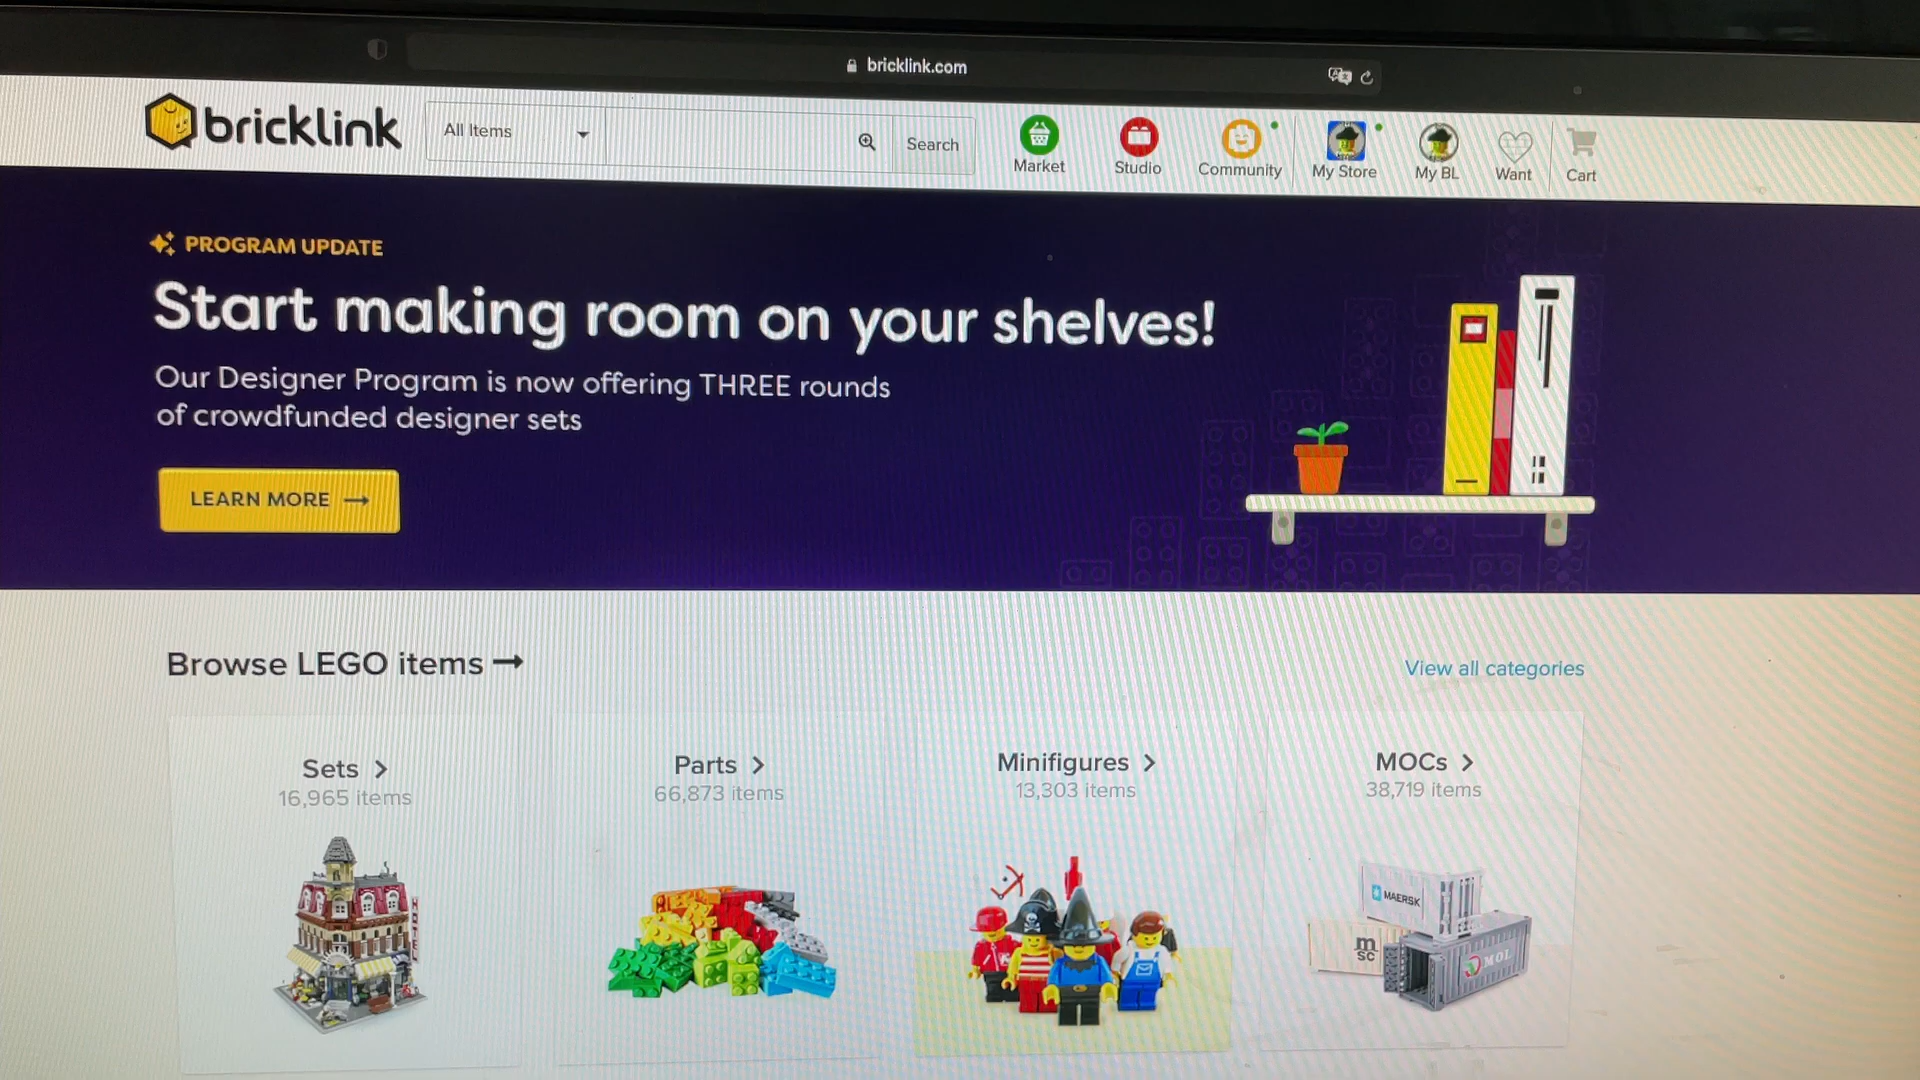 bricklink.com
bricklink
All Items
Search
Market
Studio
Community
My Store
My BL
Want
Cart
PROGRAM UPDATE
Start making room on your shelves!
Our Designer Program is now offering THREE rounds
of crowdfunded designer sets
LEARN MORE →
Browse LEGO items →
View all categories
Sets >
16,965 items
Parts >
66,873 items
Minifigures >
13,303 items
MOCs >
38,719 items
HOTEL
MAERSK
m
sc
MOL